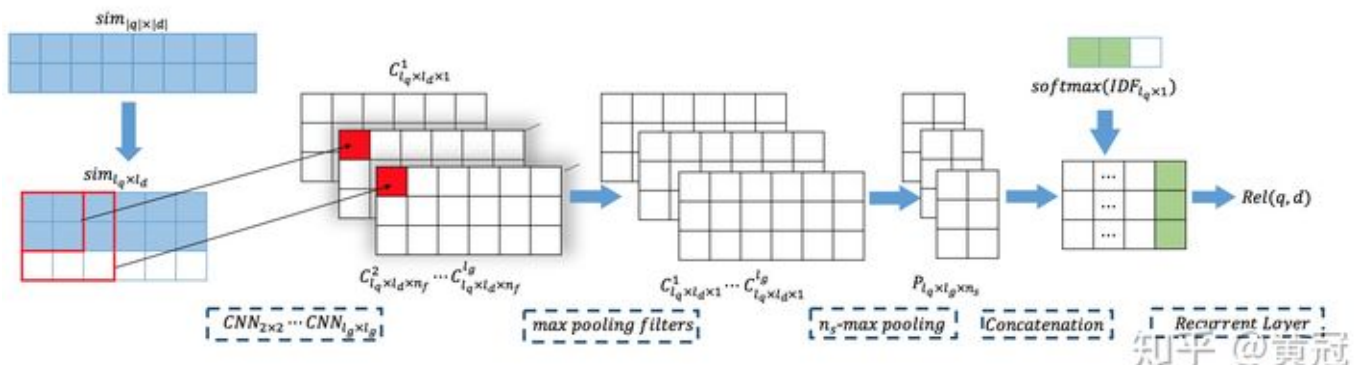 sim|q|×|d|
C¹lq×ld×1
softmax(IDFlq×1)
simlq×ld
...
...
...
Rel(q, d)
C²lq×ld×nf ⋯ Clglq×ld×nf
C¹lq×ld×1 ⋯ Clglq×ld×1
Plq×lg×ns
CNN2×2 ⋯ CNNlg×lg
max pooling filters
ns-max pooling
Concatenation
Recurrent Layer
知乎 @黄冠